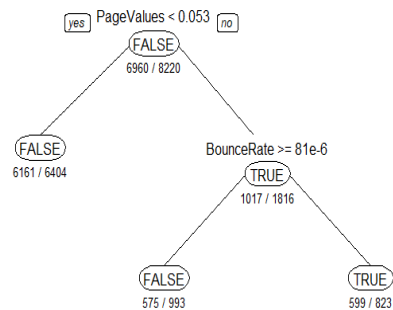 PageValues < 0.053
yes
no
FALSE
6960 / 8220
FALSE
6161 / 6404
BounceRate >= 81e-6
TRUE
1017 / 1816
FALSE
575 / 993
TRUE
599 / 823